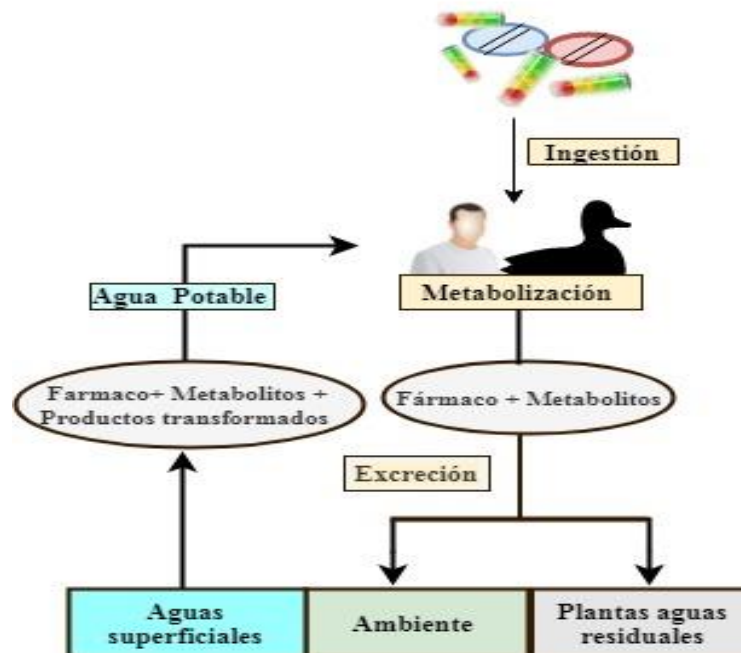 Ingestión
Agua Potable
Metabolización
Farmaco+ Metabolitos +
Productos transformados
Fármaco + Metabolitos
Excreción
Aguas
superficiales
Ambiente
Plantas aguas
residuales